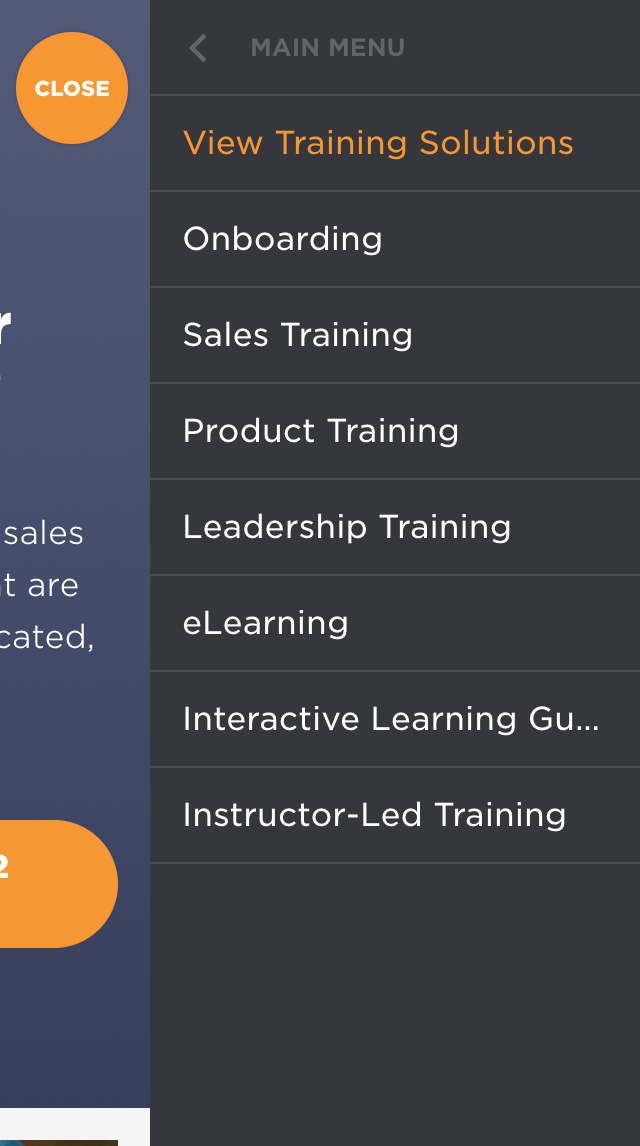 CLOSE
MAIN MENU
View Training Solutions
Onboarding
Sales Training
Product Training
Leadership Training
eLearning
Interactive Learning Gu...
Instructor-Led Training
sales
are
2